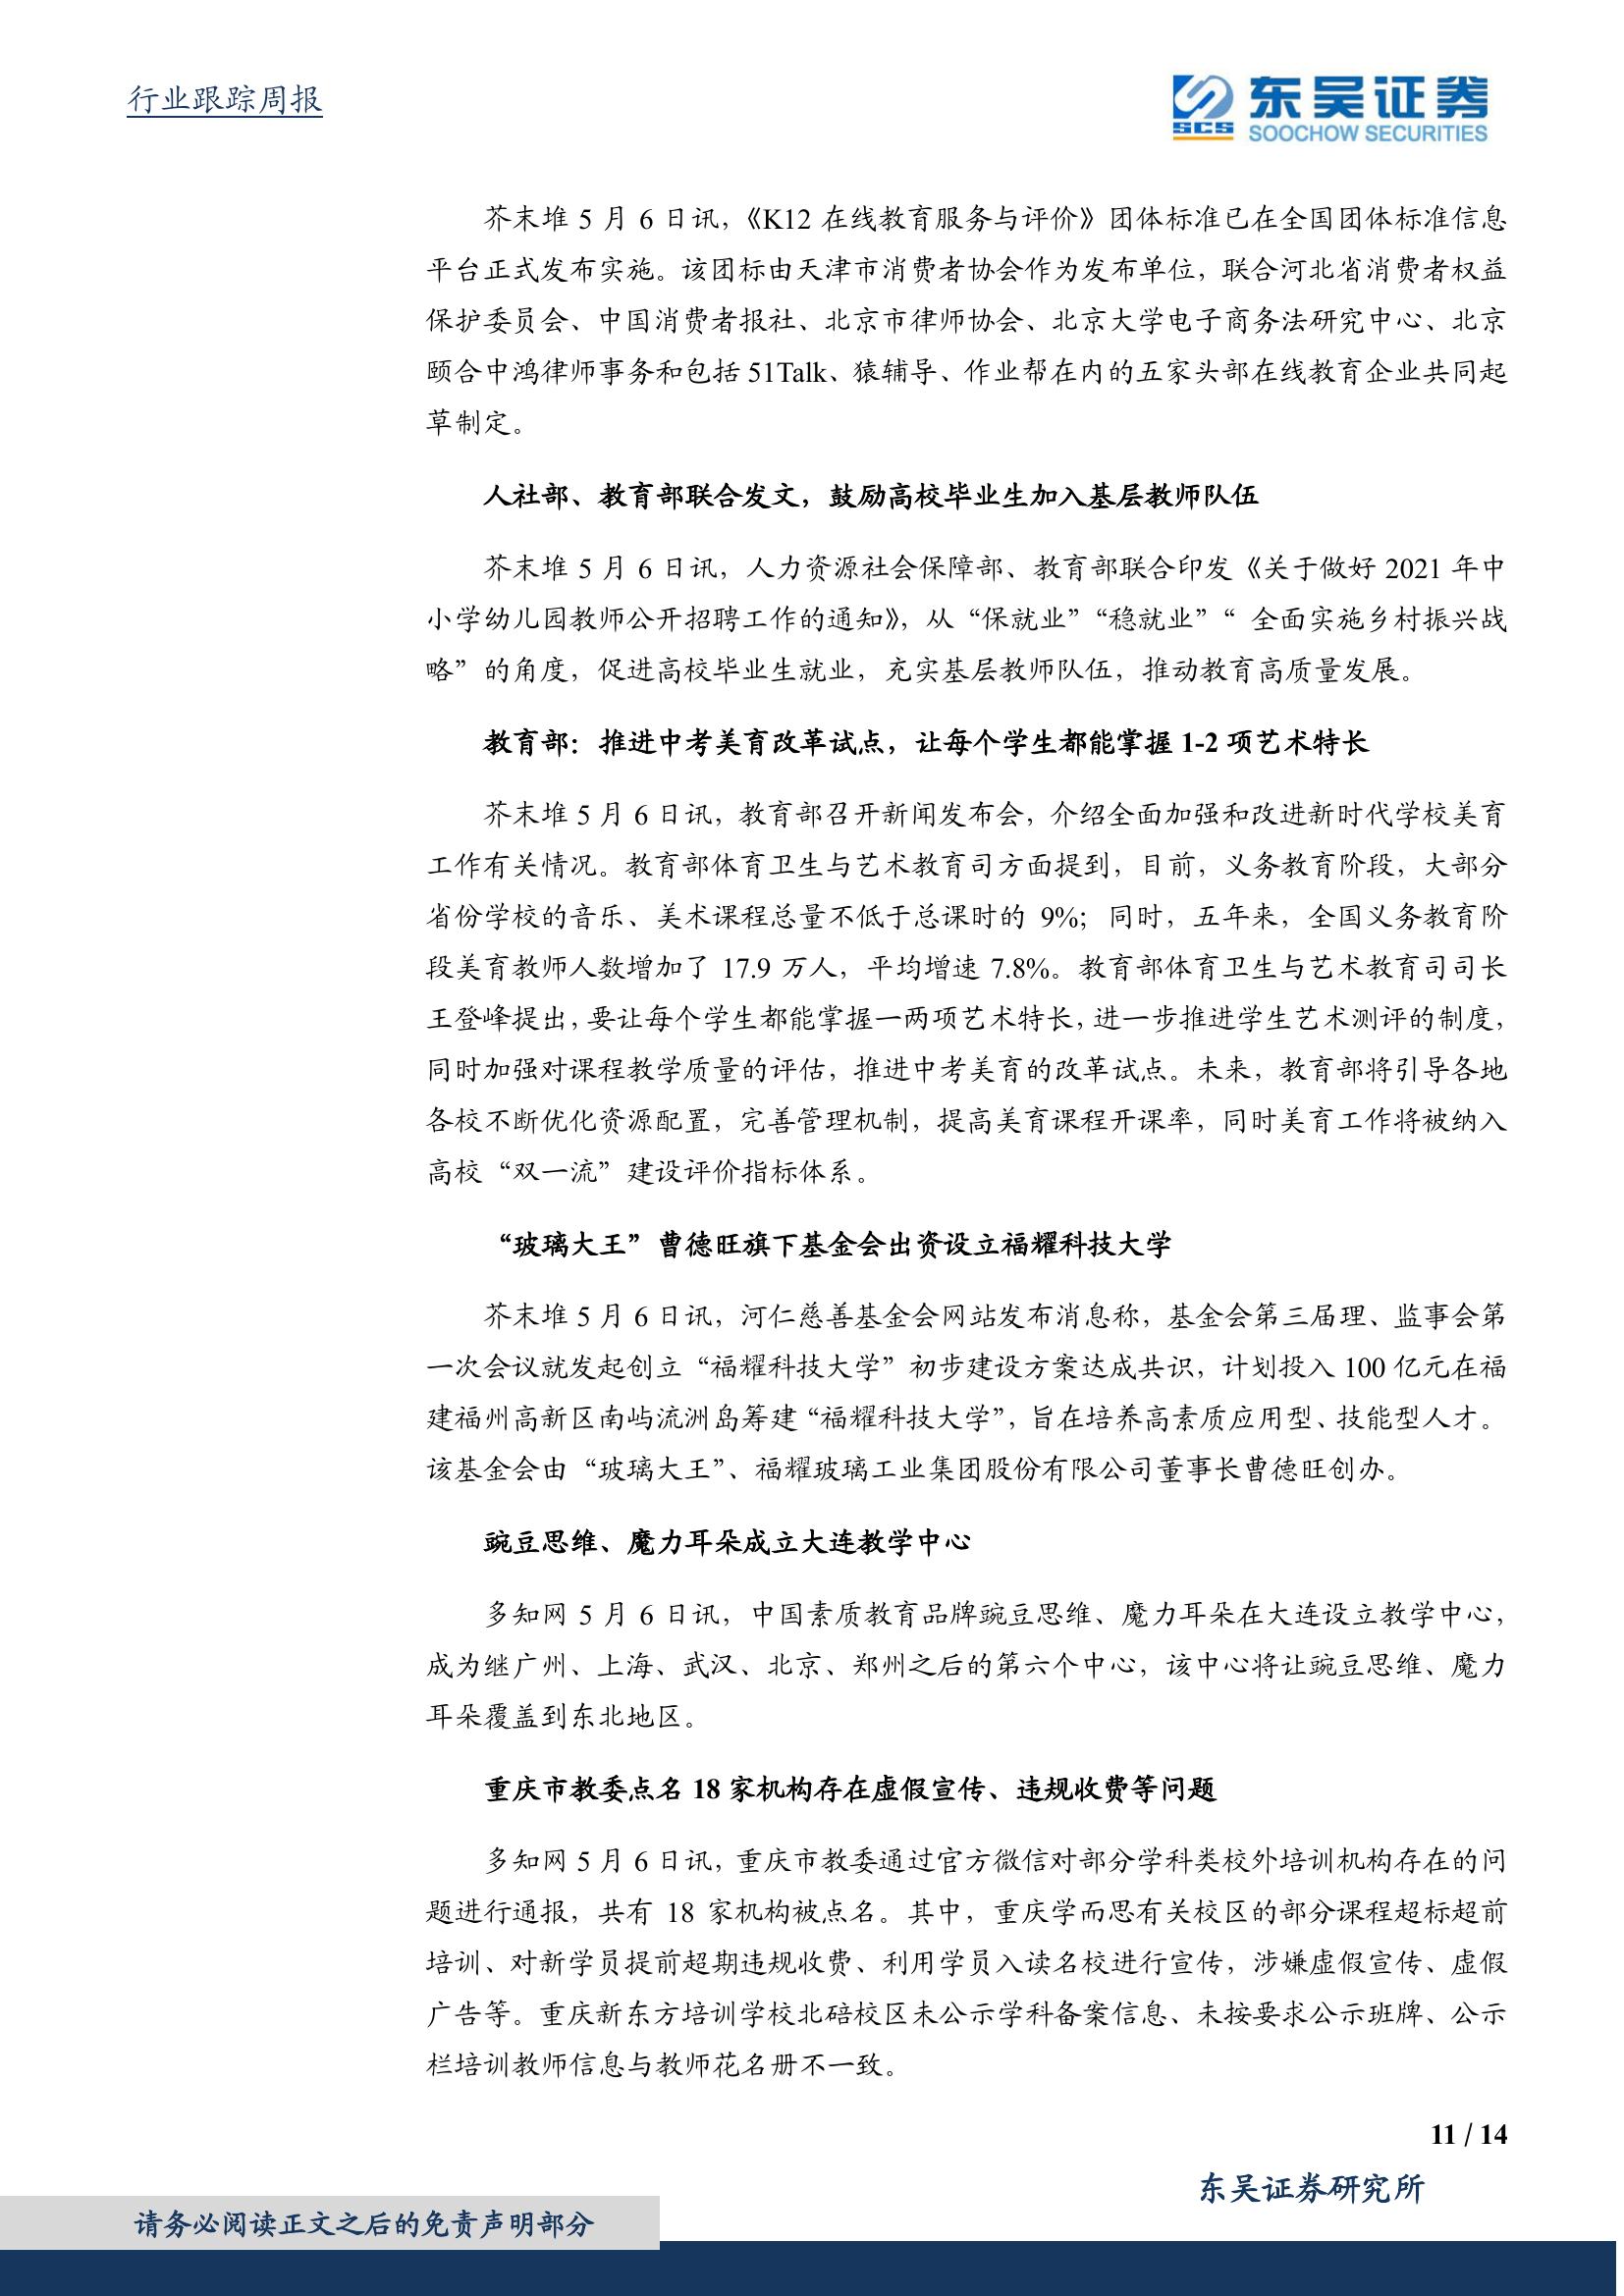 行业跟踪周报
东吴证券
SCS
SOOCHOW SECURITIES
芥末堆 5 月 6 日讯，《K12 在线教育服务与评价》团体标准已在全国团体标准信息
平台正式发布实施。该团标由天津市消费者协会作为发布单位，联合河北省消费者权益
保护委员会、中国消费者报社、北京市律师协会、北京大学电子商务法研究中心、北京
颐合中鸿律师事务和包括 51Talk、猿辅导、作业帮在内的五家头部在线教育企业共同起
草制定。
人社部、教育部联合发文，鼓励高校毕业生加入基层教师队伍
芥末堆 5 月 6 日讯，人力资源社会保障部、教育部联合印发《关于做好 2021 年中
小学幼儿园教师公开招聘工作的通知》，从“保就业”“稳就业”“ 全面实施乡村振兴战
略”的角度，促进高校毕业生就业，充实基层教师队伍，推动教育高质量发展。
教育部：推进中考美育改革试点，让每个学生都能掌握 1-2 项艺术特长
芥末堆 5 月 6 日讯，教育部召开新闻发布会，介绍全面加强和改进新时代学校美育
工作有关情况。教育部体育卫生与艺术教育司方面提到，目前，义务教育阶段，大部分
省份学校的音乐、美术课程总量不低于总课时的 9%；同时，五年来，全国义务教育阶
段美育教师人数增加了 17.9 万人，平均增速 7.8%。教育部体育卫生与艺术教育司司长
王登峰提出，要让每个学生都能掌握一两项艺术特长，进一步推进学生艺术测评的制度，
同时加强对课程教学质量的评估，推进中考美育的改革试点。未来，教育部将引导各地
各校不断优化资源配置，完善管理机制，提高美育课程开课率，同时美育工作将被纳入
高校“双一流”建设评价指标体系。
“玻璃大王”曹德旺旗下基金会出资设立福耀科技大学
芥末堆 5 月 6 日讯，河仁慈善基金会网站发布消息称，基金会第三届理、监事会第
一次会议就发起创立“福耀科技大学”初步建设方案达成共识，计划投入 100 亿元在福
建福州高新区南屿流洲岛筹建“福耀科技大学”，旨在培养高素质应用型、技能型人才。
该基金会由“玻璃大王”、福耀玻璃工业集团股份有限公司董事长曹德旺创办。
豌豆思维、魔力耳朵成立大连教学中心
多知网 5 月 6 日讯，中国素质教育品牌豌豆思维、魔力耳朵在大连设立教学中心，
成为继广州、上海、武汉、北京、郑州之后的第六个中心，该中心将让豌豆思维、魔力
耳朵覆盖到东北地区。
重庆市教委点名 18 家机构存在虚假宣传、违规收费等问题
多知网 5 月 6 日讯，重庆市教委通过官方微信对部分学科类校外培训机构存在的问
题进行通报，共有 18 家机构被点名。其中，重庆学而思有关校区的部分课程超标超前
培训、对新学员提前超期违规收费、利用学员入读名校进行宣传，涉嫌虚假宣传、虚假
广告等。重庆新东方培训学校北碚校区未公示学科备案信息、未按要求公示班牌、公示
栏培训教师信息与教师花名册不一致。
11 / 14
东吴证券研究所
请务必阅读正文之后的免责声明部分